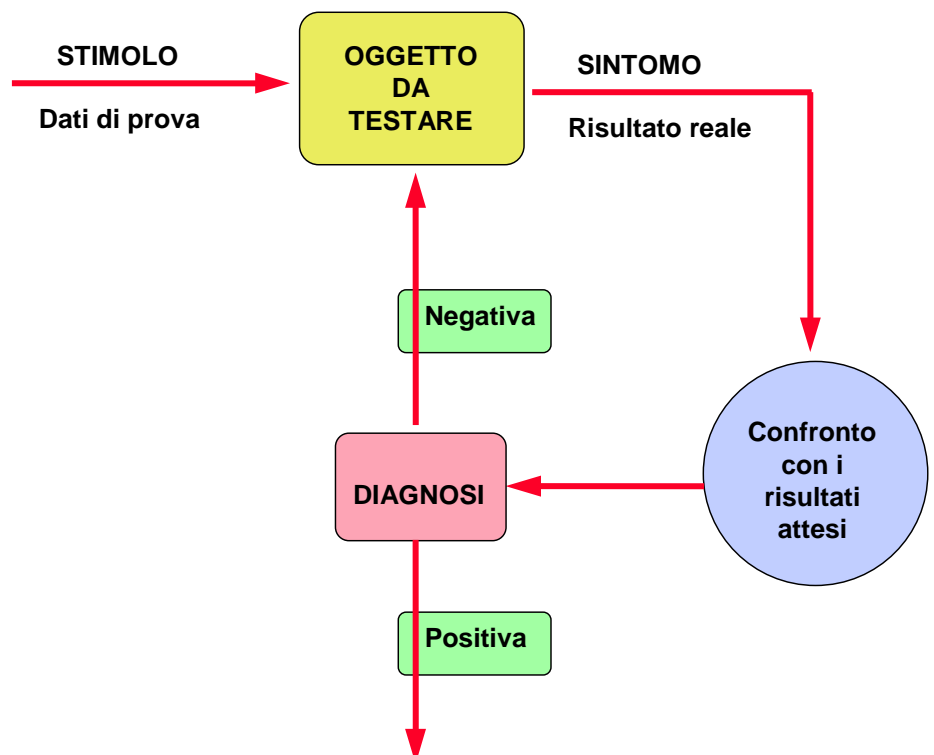 STIMOLO
Dati di prova
OGGETTO
DA
TESTARE
SINTOMO
Risultato reale
Negativa
Confronto
con i
risultati
attesi
DIAGNOSI
Positiva